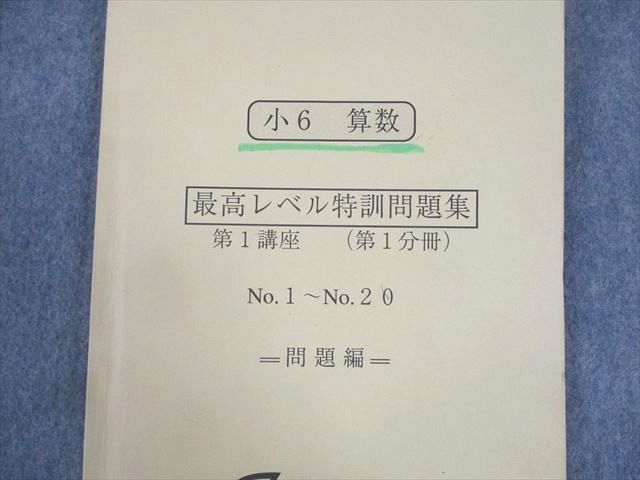 小６　算数
最高レベル特訓問題集
第１講座　（第１分冊）
No.１～No.２０
＝問題編＝